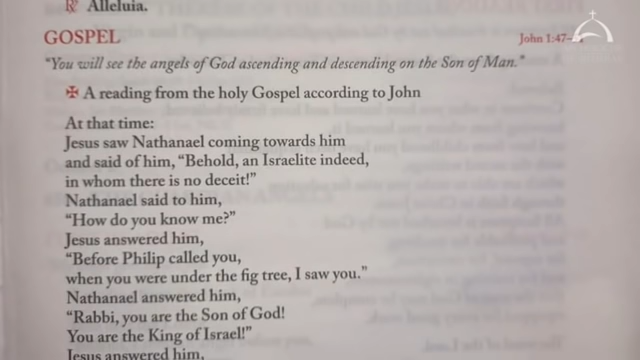 ℟ Alleluia.
GOSPEL
John 1:47-
"You will see the angels of God ascending and descending on the Son of Man."
✠ A reading from the holy Gospel according to John
At that time:
Jesus saw Nathanael coming towards him
and said of him, “Behold, an Israelite indeed,
in whom there is no deceit!”
Nathanael said to him,
“How do you know me?”
Jesus answered him,
“Before Philip called you,
when you were under the fig tree, I saw you.”
Nathanael answered him,
“Rabbi, you are the Son of God!
You are the King of Israel!”
Jesus answered him,